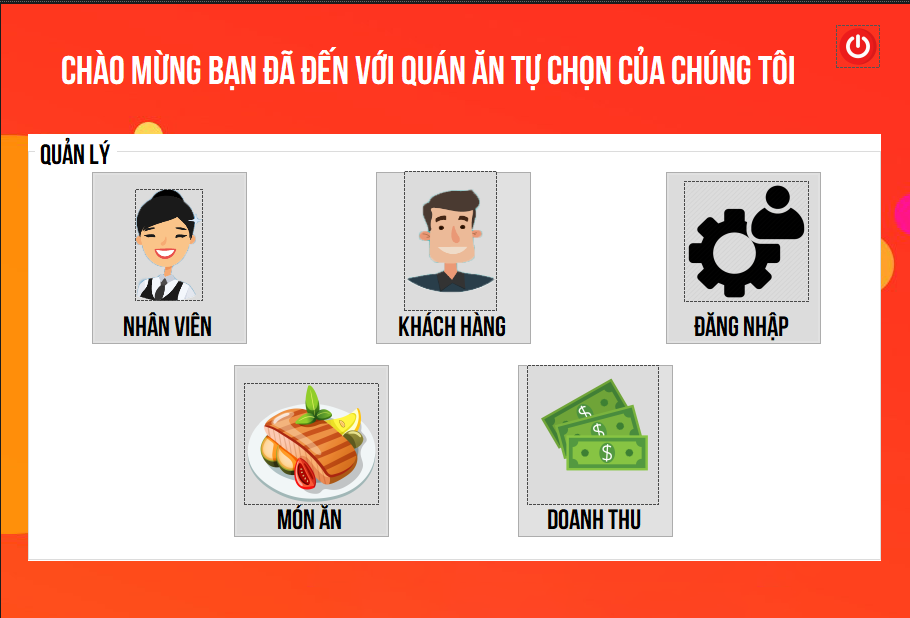 CHÀO MỪNG BẠN ĐÃ ĐẾN VỚI QUÁN ĂN TỰ CHỌN CỦA CHÚNG TÔI
QUẢN LÝ
NHÂN VIÊN
KHÁCH HÀNG
ĐĂNG NHẬP
MÓN ĂN
DOANH THU